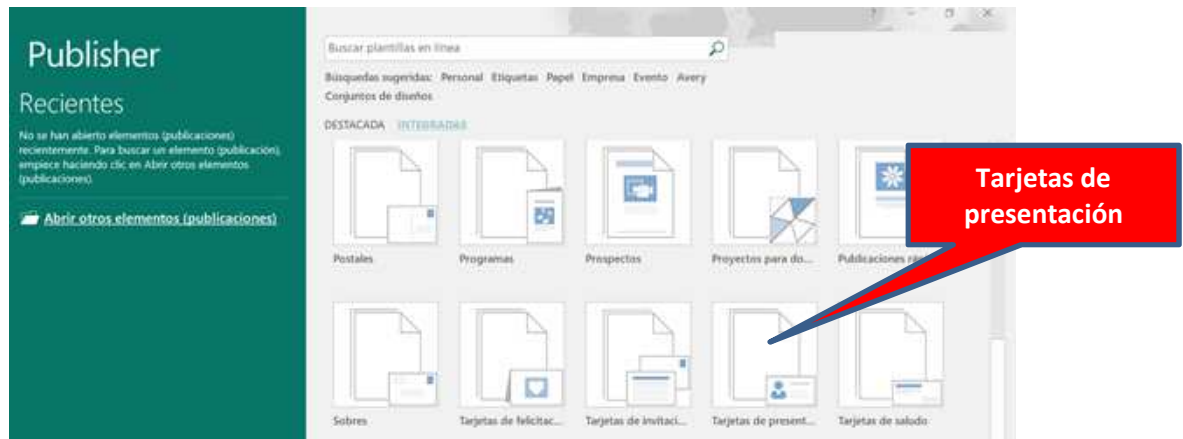 Publisher
Recientes
No se han abierto elementos (publicaciones)
recientemente. Para buscar un elemento (publicación),
empiece haciendo clic en Abrir otros elementos
(publicaciones).
Abrir otros elementos (publicaciones)
? – ×
Buscar plantillas en línea
Búsquedas sugeridas: Personal Etiquetas Papel Empresa Evento Avery
Conjuntos de diseños
DESTACADA INTEGRADAS
Tarjetas de
presentación
Postales Programas Prospectos Proyectos para do... Publicaciones
Sobres Tarjetas de felicitac... Tarjetas de invitaci... Tarjetas de present... Tarjetas de saludo